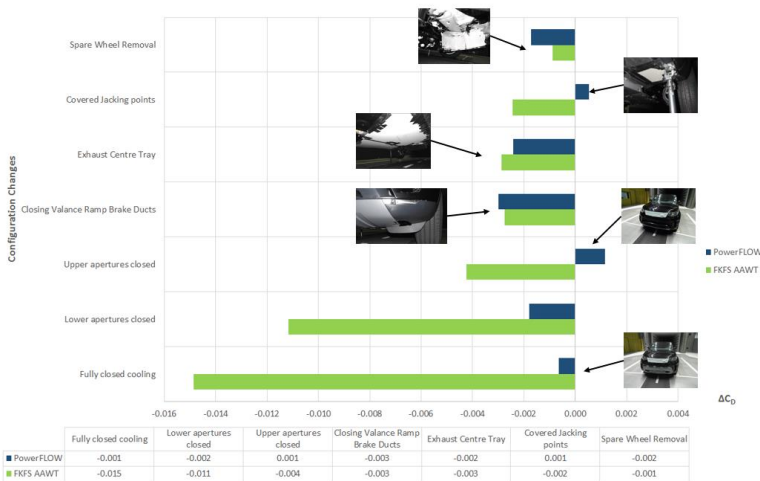 Configuration Changes
Spare Wheel Removal
Covered Jacking points
Exhaust Centre Tray
Closing Valance Ramp Brake Ducts
Upper apertures closed
Lower apertures closed
Fully closed cooling
PowerFLOW
FKFS AAWT
-0.016 -0.014 -0.012 -0.010 -0.008 -0.006 -0.004 -0.002 0.000 0.002 0.004
ΔC_D
Fully closed cooling Lower apertures closed Upper apertures closed Closing Valance Ramp Brake Ducts Exhaust Centre Tray Covered Jacking points Spare Wheel Removal
PowerFLOW -0.001 -0.002 0.001 -0.003 -0.002 0.001 -0.002
FKFS AAWT -0.015 -0.011 -0.004 -0.003 -0.003 -0.002 -0.001